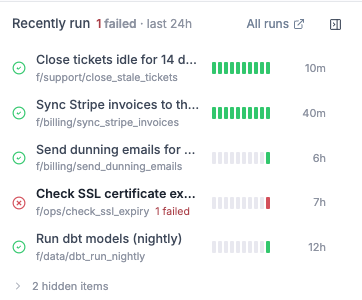 Recently run 1 failed · last 24h All runs
Close tickets idle for 14 d... 10m
f/support/close_stale_tickets
Sync Stripe invoices to th... 40m
f/billing/sync_stripe_invoices
Send dunning emails for ... 6h
f/billing/send_dunning_emails
Check SSL certificate ex... 7h
f/ops/check_ssl_expiry 1 failed
Run dbt models (nightly) 12h
f/data/dbt_run_nightly
2 hidden items